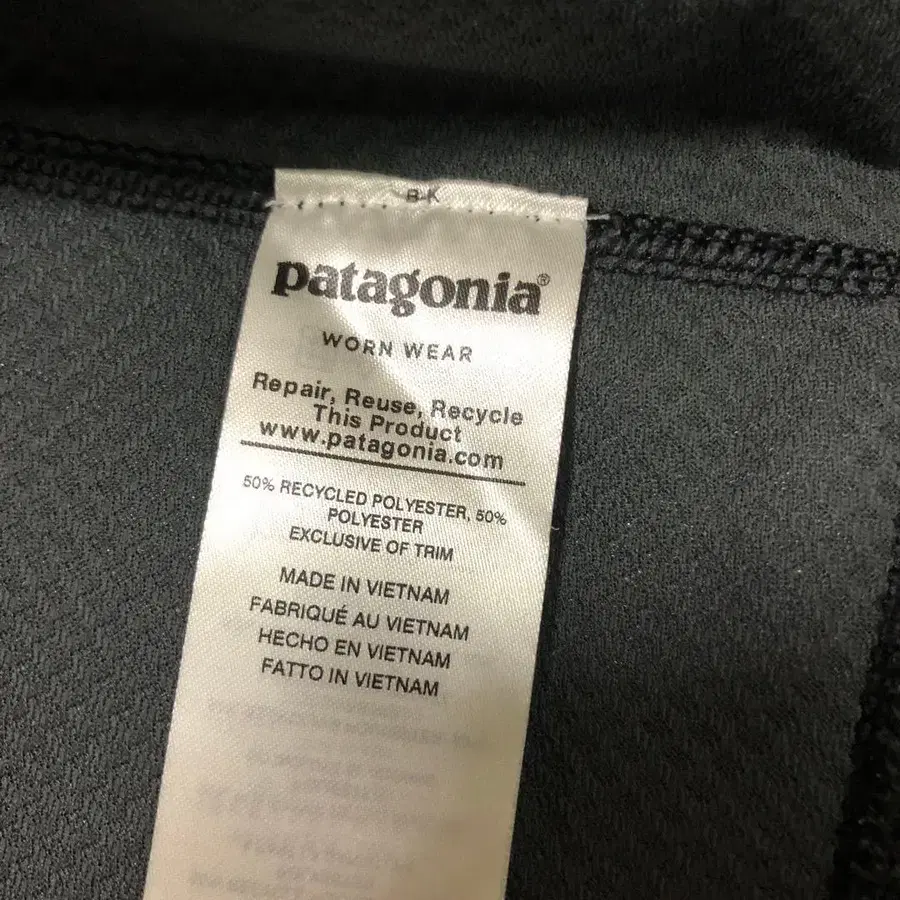 patagonia®
WORN WEAR
Repair, Reuse, Recycle
This Product
www.patagonia.com
50% RECYCLED POLYESTER, 50%
POLYESTER
EXCLUSIVE OF TRIM
MADE IN VIETNAM
FABRIQUÉ AU VIETNAM
HECHO EN VIETNAM
FATTO IN VIETNAM